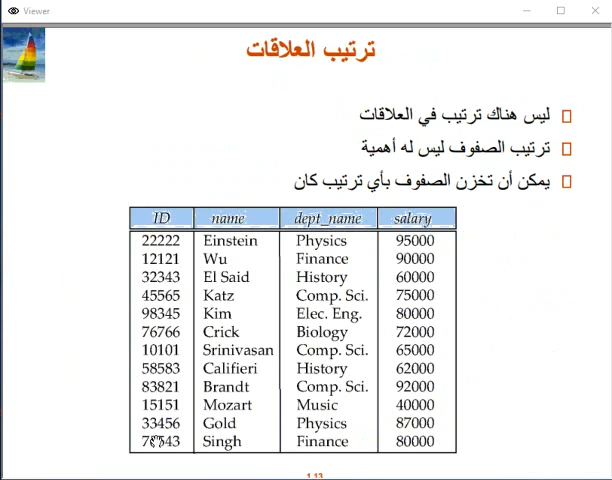 Viewer
ترتيب العلاقات
ليس هناك ترتيب في العلاقات
ترتيب الصفوف ليس له أهمية
يمكن أن تخزن الصفوف بأي ترتيب كان
ID name dept_name salary
22222 Einstein Physics 95000
12121 Wu Finance 90000
32343 El Said History 60000
45565 Katz Comp. Sci. 75000
98345 Kim Elec. Eng. 80000
76766 Crick Biology 72000
10101 Srinivasan Comp. Sci. 65000
58583 Califieri History 62000
83821 Brandt Comp. Sci. 92000
15151 Mozart Music 40000
33456 Gold Physics 87000
Singh Finance 80000
1.13